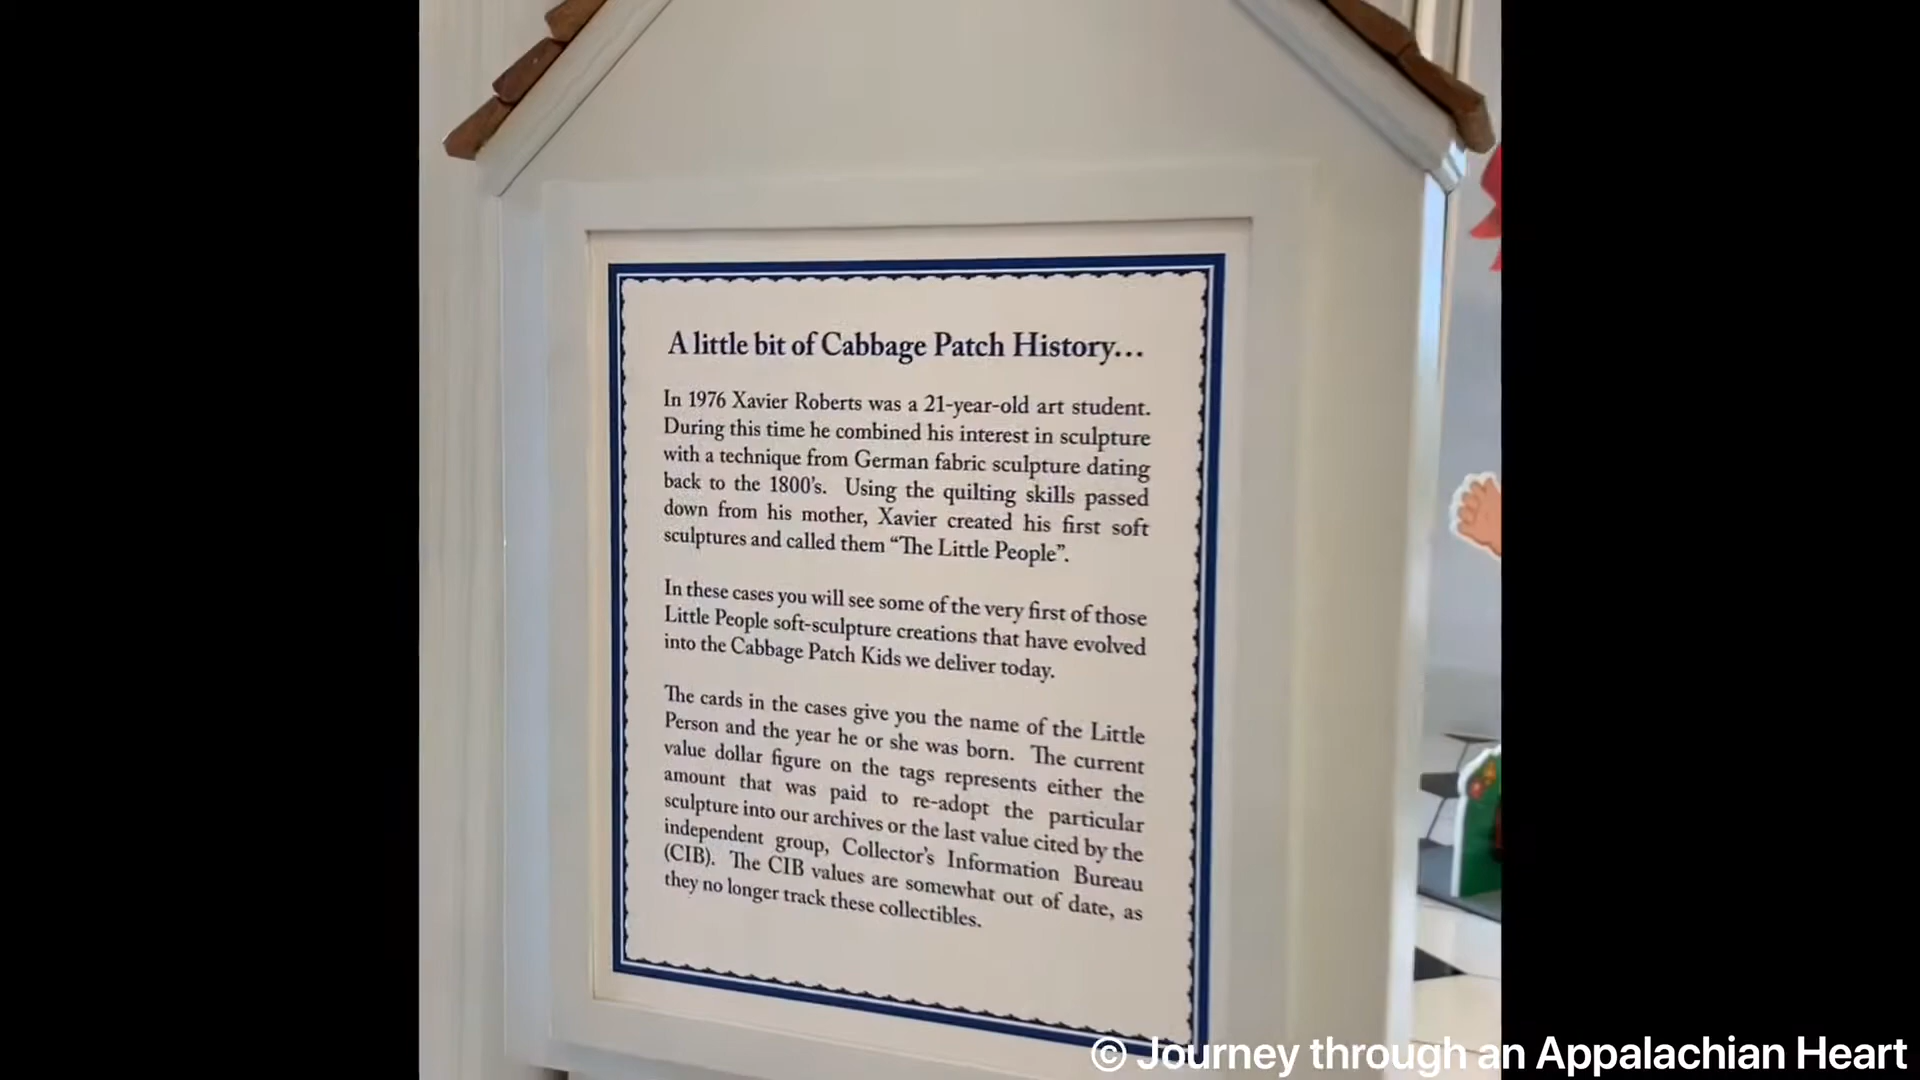 A little bit of Cabbage Patch History...
In 1976 Xavier Roberts was a 21-year-old art student.
During this time he combined his interest in sculpture
with a technique from German fabric sculpture dating
back to the 1800's. Using the quilting skills passed
down from his mother, Xavier created his first soft
sculptures and called them “The Little People”.
In these cases you will see some of the very first of those
Little People soft-sculpture creations that have evolved
into the Cabbage Patch Kids we deliver today.
The cards in the cases give you the name of the Little
Person and the year he or she was born. The current
value dollar figure on the tags represents either the
amount that was paid to re-adopt the particular
sculpture into our archives or the last value cited by the
independent group, Collector's Information Bureau
(CIB). The CIB values are somewhat out of date, as
they no longer track these collectibles.
© Journey through an Appalachian Heart